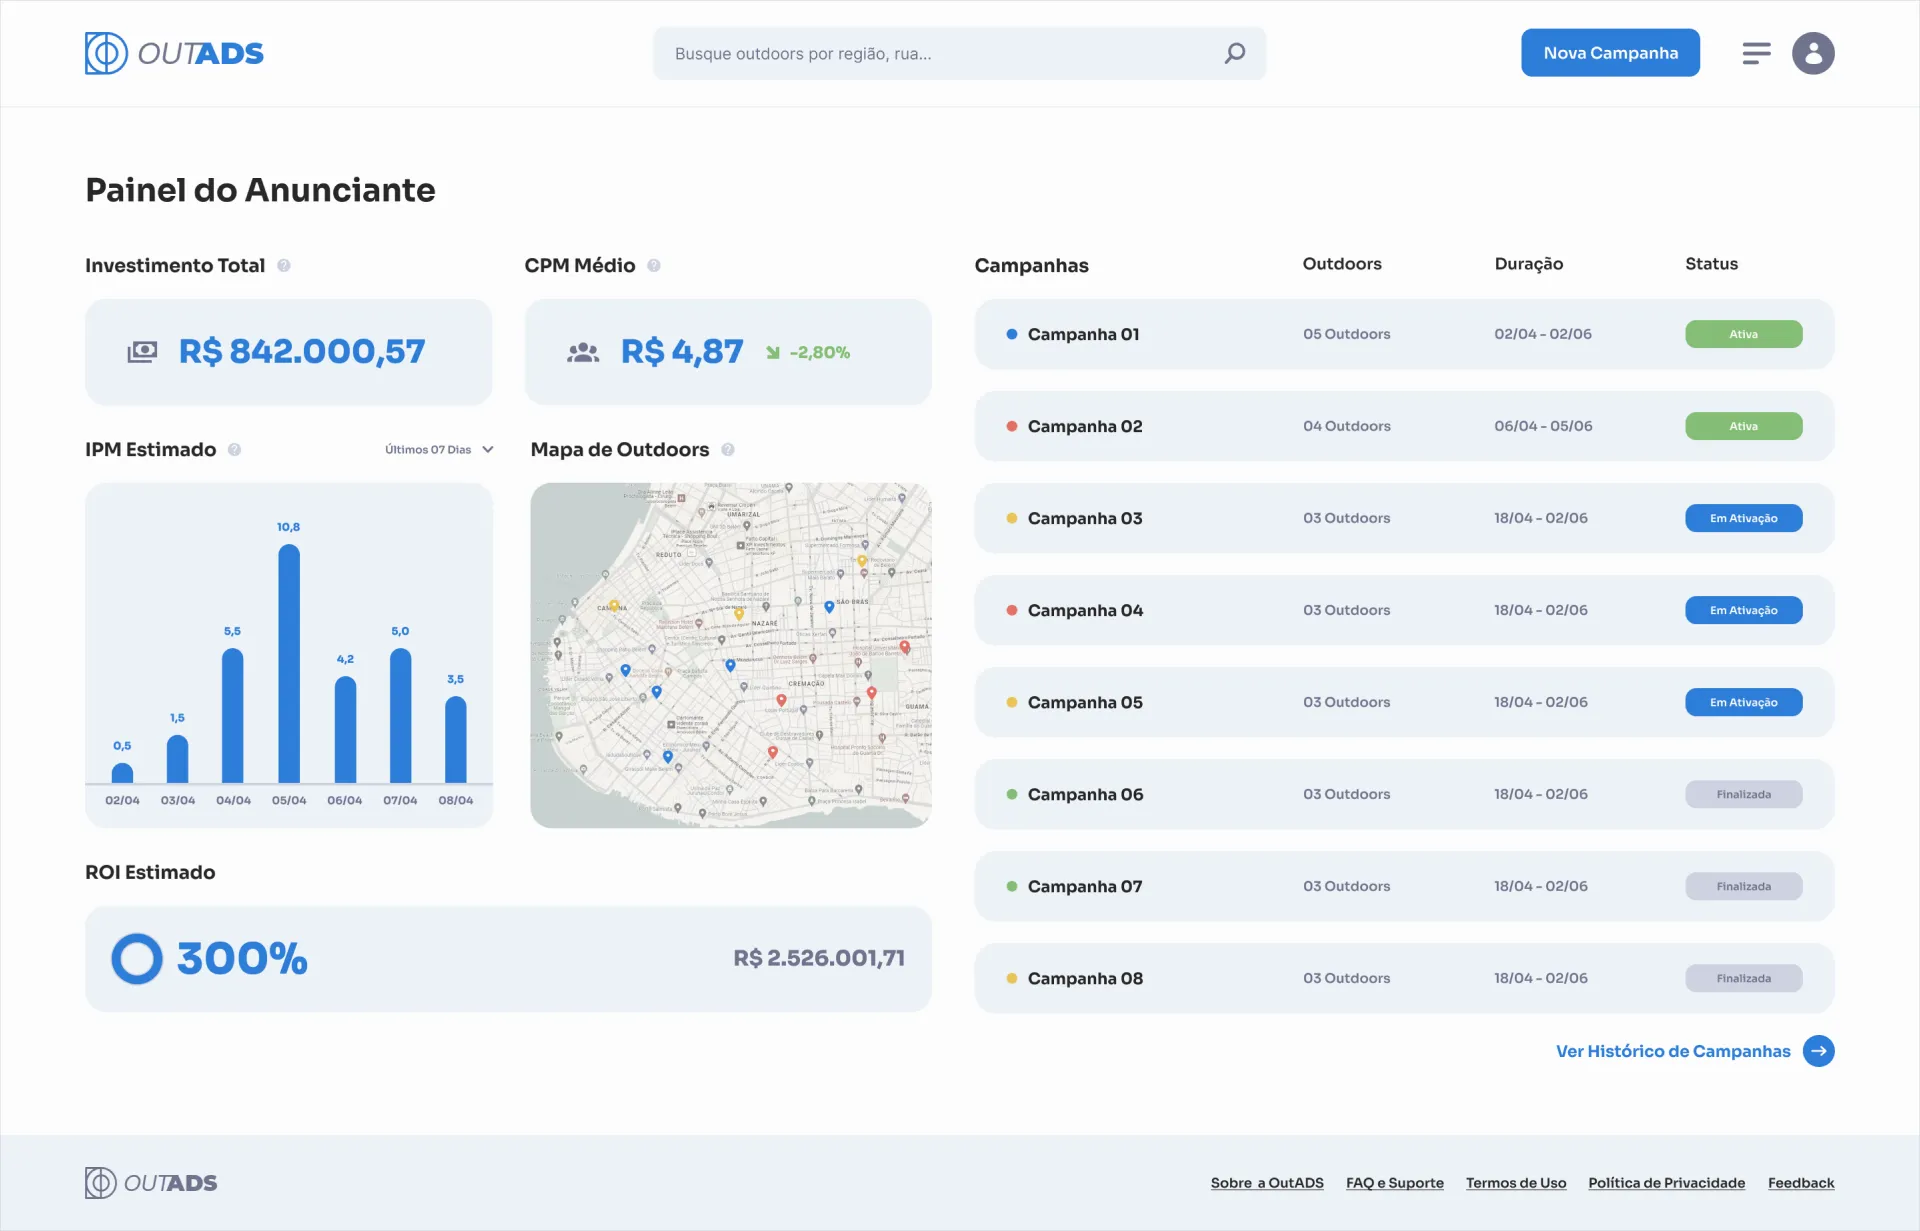 OUTADS
Busque outdoors por região, rua...
Nova Campanha
Painel do Anunciante
Investimento Total
R$ 842.000,57
CPM Médio
R$ 4,87
-2,80%
IPM Estimado
Últimos 07 Dias
10,8
5,5
5,0
4,2
3,5
1,5
0,5
02/04 03/04 04/04 05/04 06/04 07/04 08/04
Mapa de Outdoors
UMARIZAL
REDUTO
SÃO BRÁS
NAZARÉ
CREMAÇÃO
GUAMÁ
ROI Estimado
300%
R$ 2.526.001,71
Campanhas Outdoors Duração Status
Campanha 01 05 Outdoors 02/04 - 02/06 Ativa
Campanha 02 04 Outdoors 06/04 - 05/06 Ativa
Campanha 03 03 Outdoors 18/04 - 02/06 Em Ativação
Campanha 04 03 Outdoors 18/04 - 02/06 Em Ativação
Campanha 05 03 Outdoors 18/04 - 02/06 Em Ativação
Campanha 06 03 Outdoors 18/04 - 02/06 Finalizada
Campanha 07 03 Outdoors 18/04 - 02/06 Finalizada
Campanha 08 03 Outdoors 18/04 - 02/06 Finalizada
Ver Histórico de Campanhas
OUTADS
Sobre a OutADS FAQ e Suporte Termos de Uso Política de Privacidade Feedback